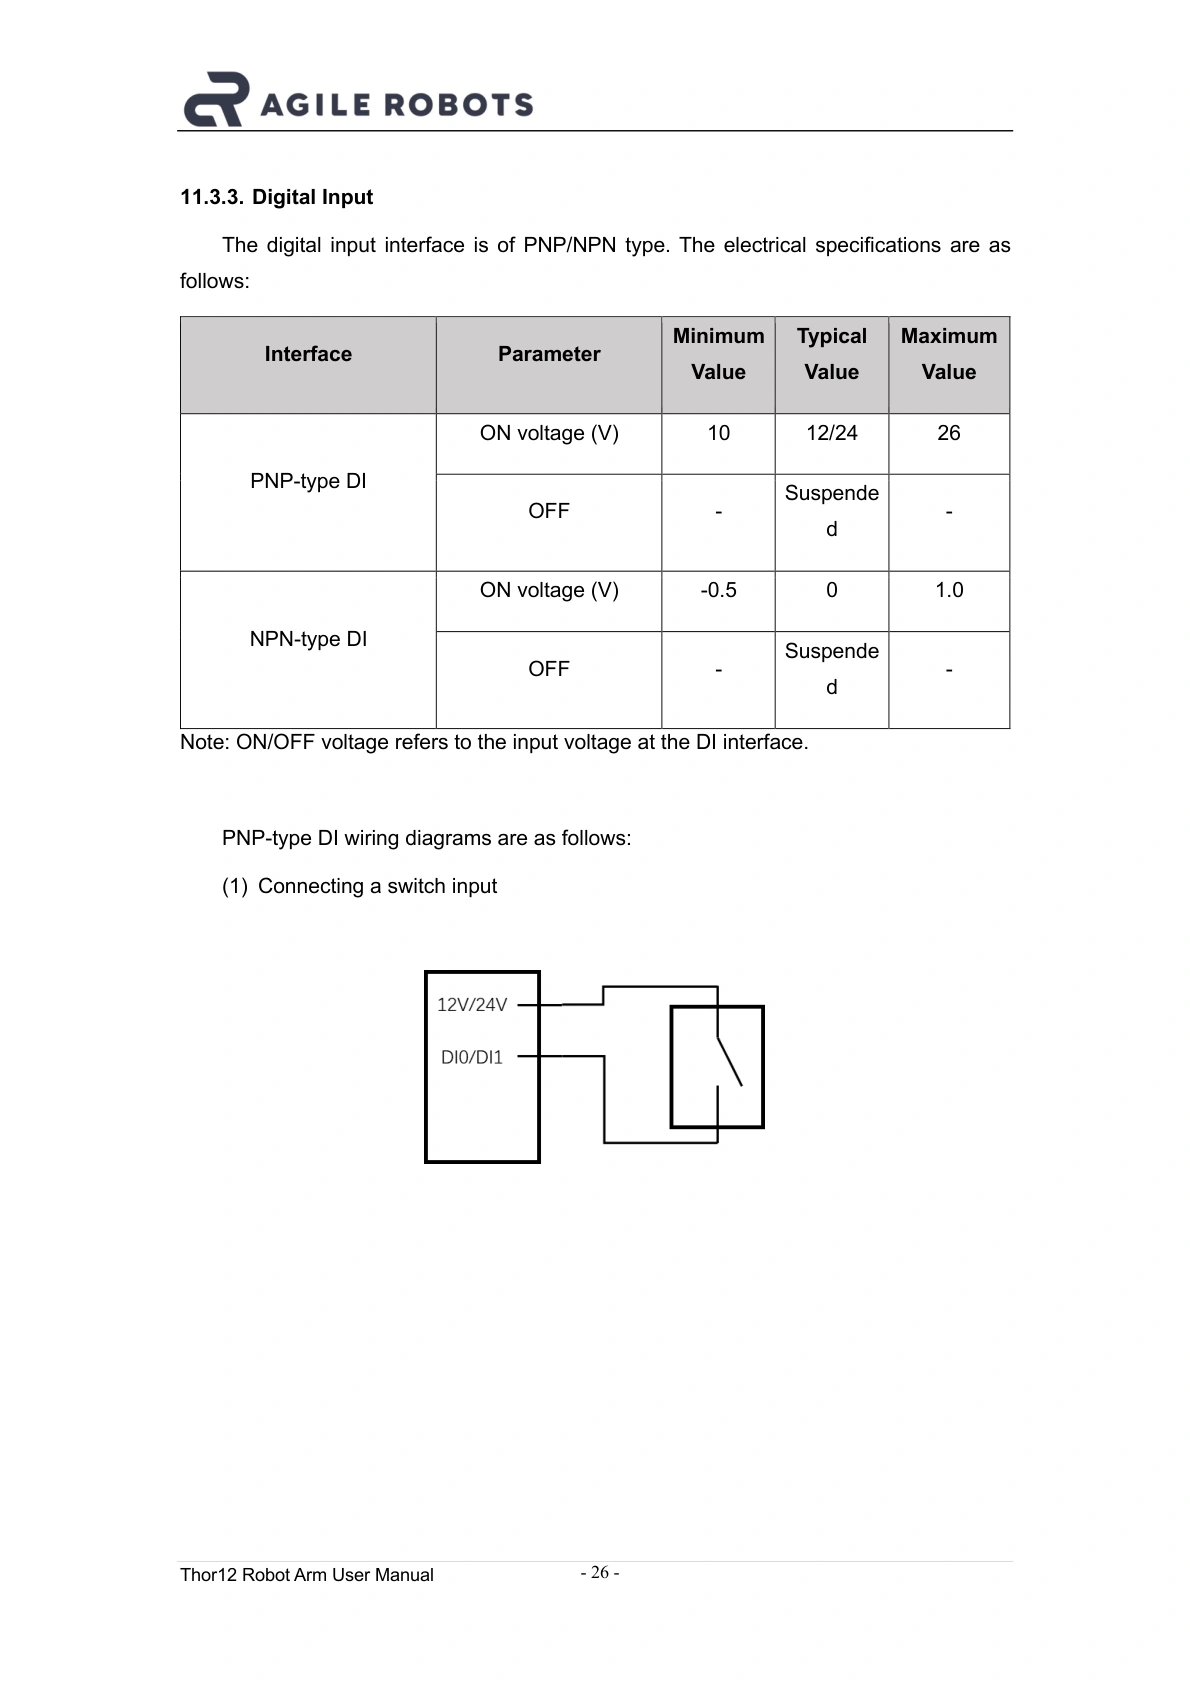 AGILE ROBOTS
11.3.3. Digital Input
The digital input interface is of PNP/NPN type. The electrical specifications are as
follows:
Interface Parameter Minimum Value Typical Value Maximum Value
PNP-type DI ON voltage (V) 10 12/24 26
OFF - Suspende
d -
NPN-type DI ON voltage (V) -0.5 0 1.0
OFF - Suspende
d -
Note: ON/OFF voltage refers to the input voltage at the DI interface.
PNP-type DI wiring diagrams are as follows:
(1) Connecting a switch input
12V/24V
DI0/DI1
Thor12 Robot Arm User Manual - 26 -